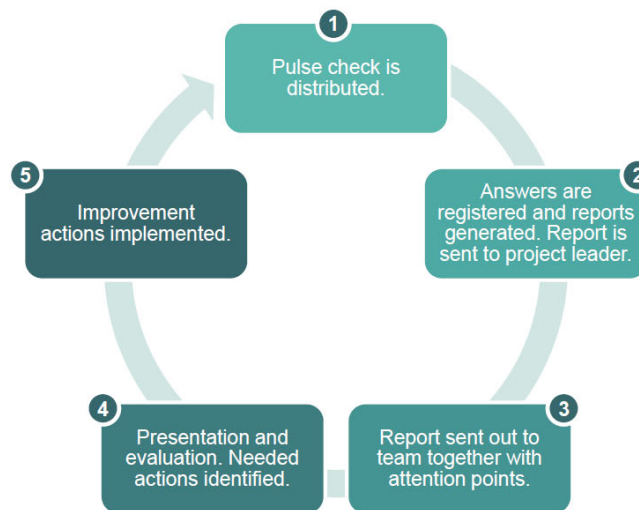 1
Pulse check is
distributed.
2
Answers are
registered and reports
generated. Report is
sent to project leader.
3
Report sent out to
team together with
attention points.
4
Presentation and
evaluation. Needed
actions identified.
5
Improvement
actions implemented.